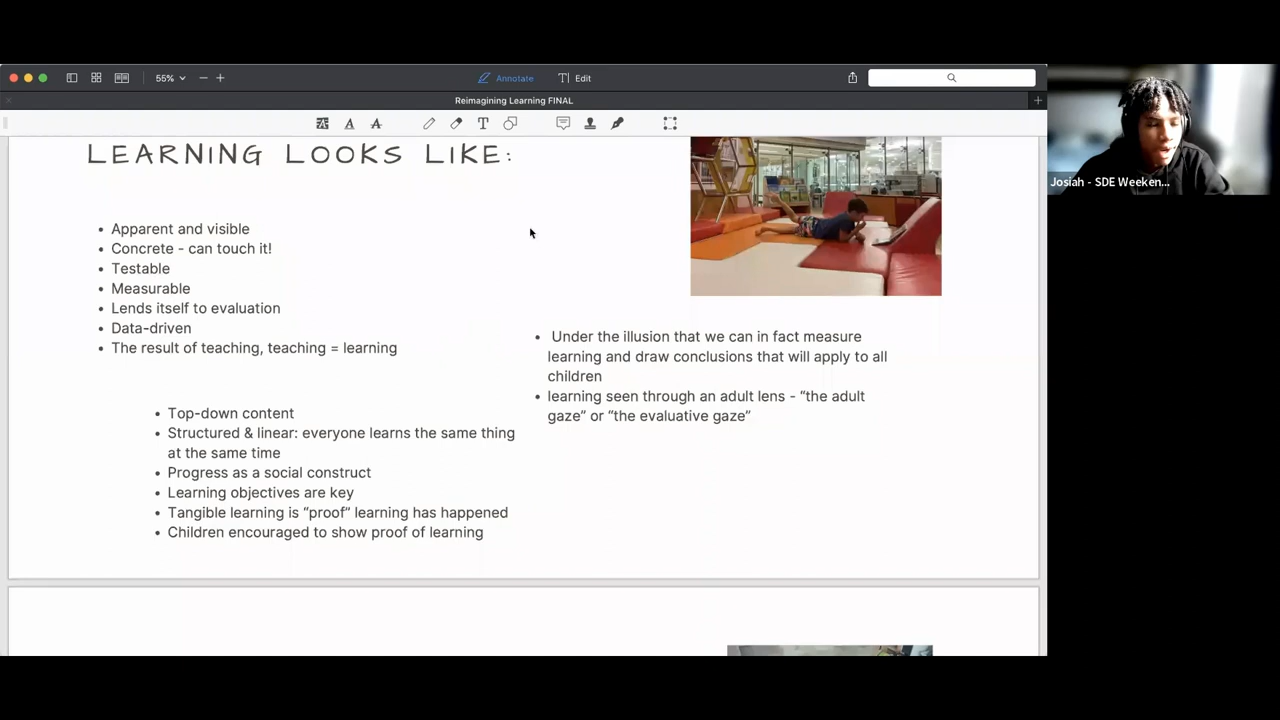 55%
Annotate
Edit
Reimagining Learning FINAL
LEARNING LOOKS LIKE:
Josiah - SDE Weeken...
• Apparent and visible
• Concrete - can touch it!
• Testable
• Measurable
• Lends itself to evaluation
• Data-driven
• The result of teaching, teaching = learning
• Under the illusion that we can in fact measure
learning and draw conclusions that will apply to all
children
• learning seen through an adult lens - “the adult
gaze” or “the evaluative gaze”
• Top-down content
• Structured & linear: everyone learns the same thing
at the same time
• Progress as a social construct
• Learning objectives are key
• Tangible learning is “proof” learning has happened
• Children encouraged to show proof of learning